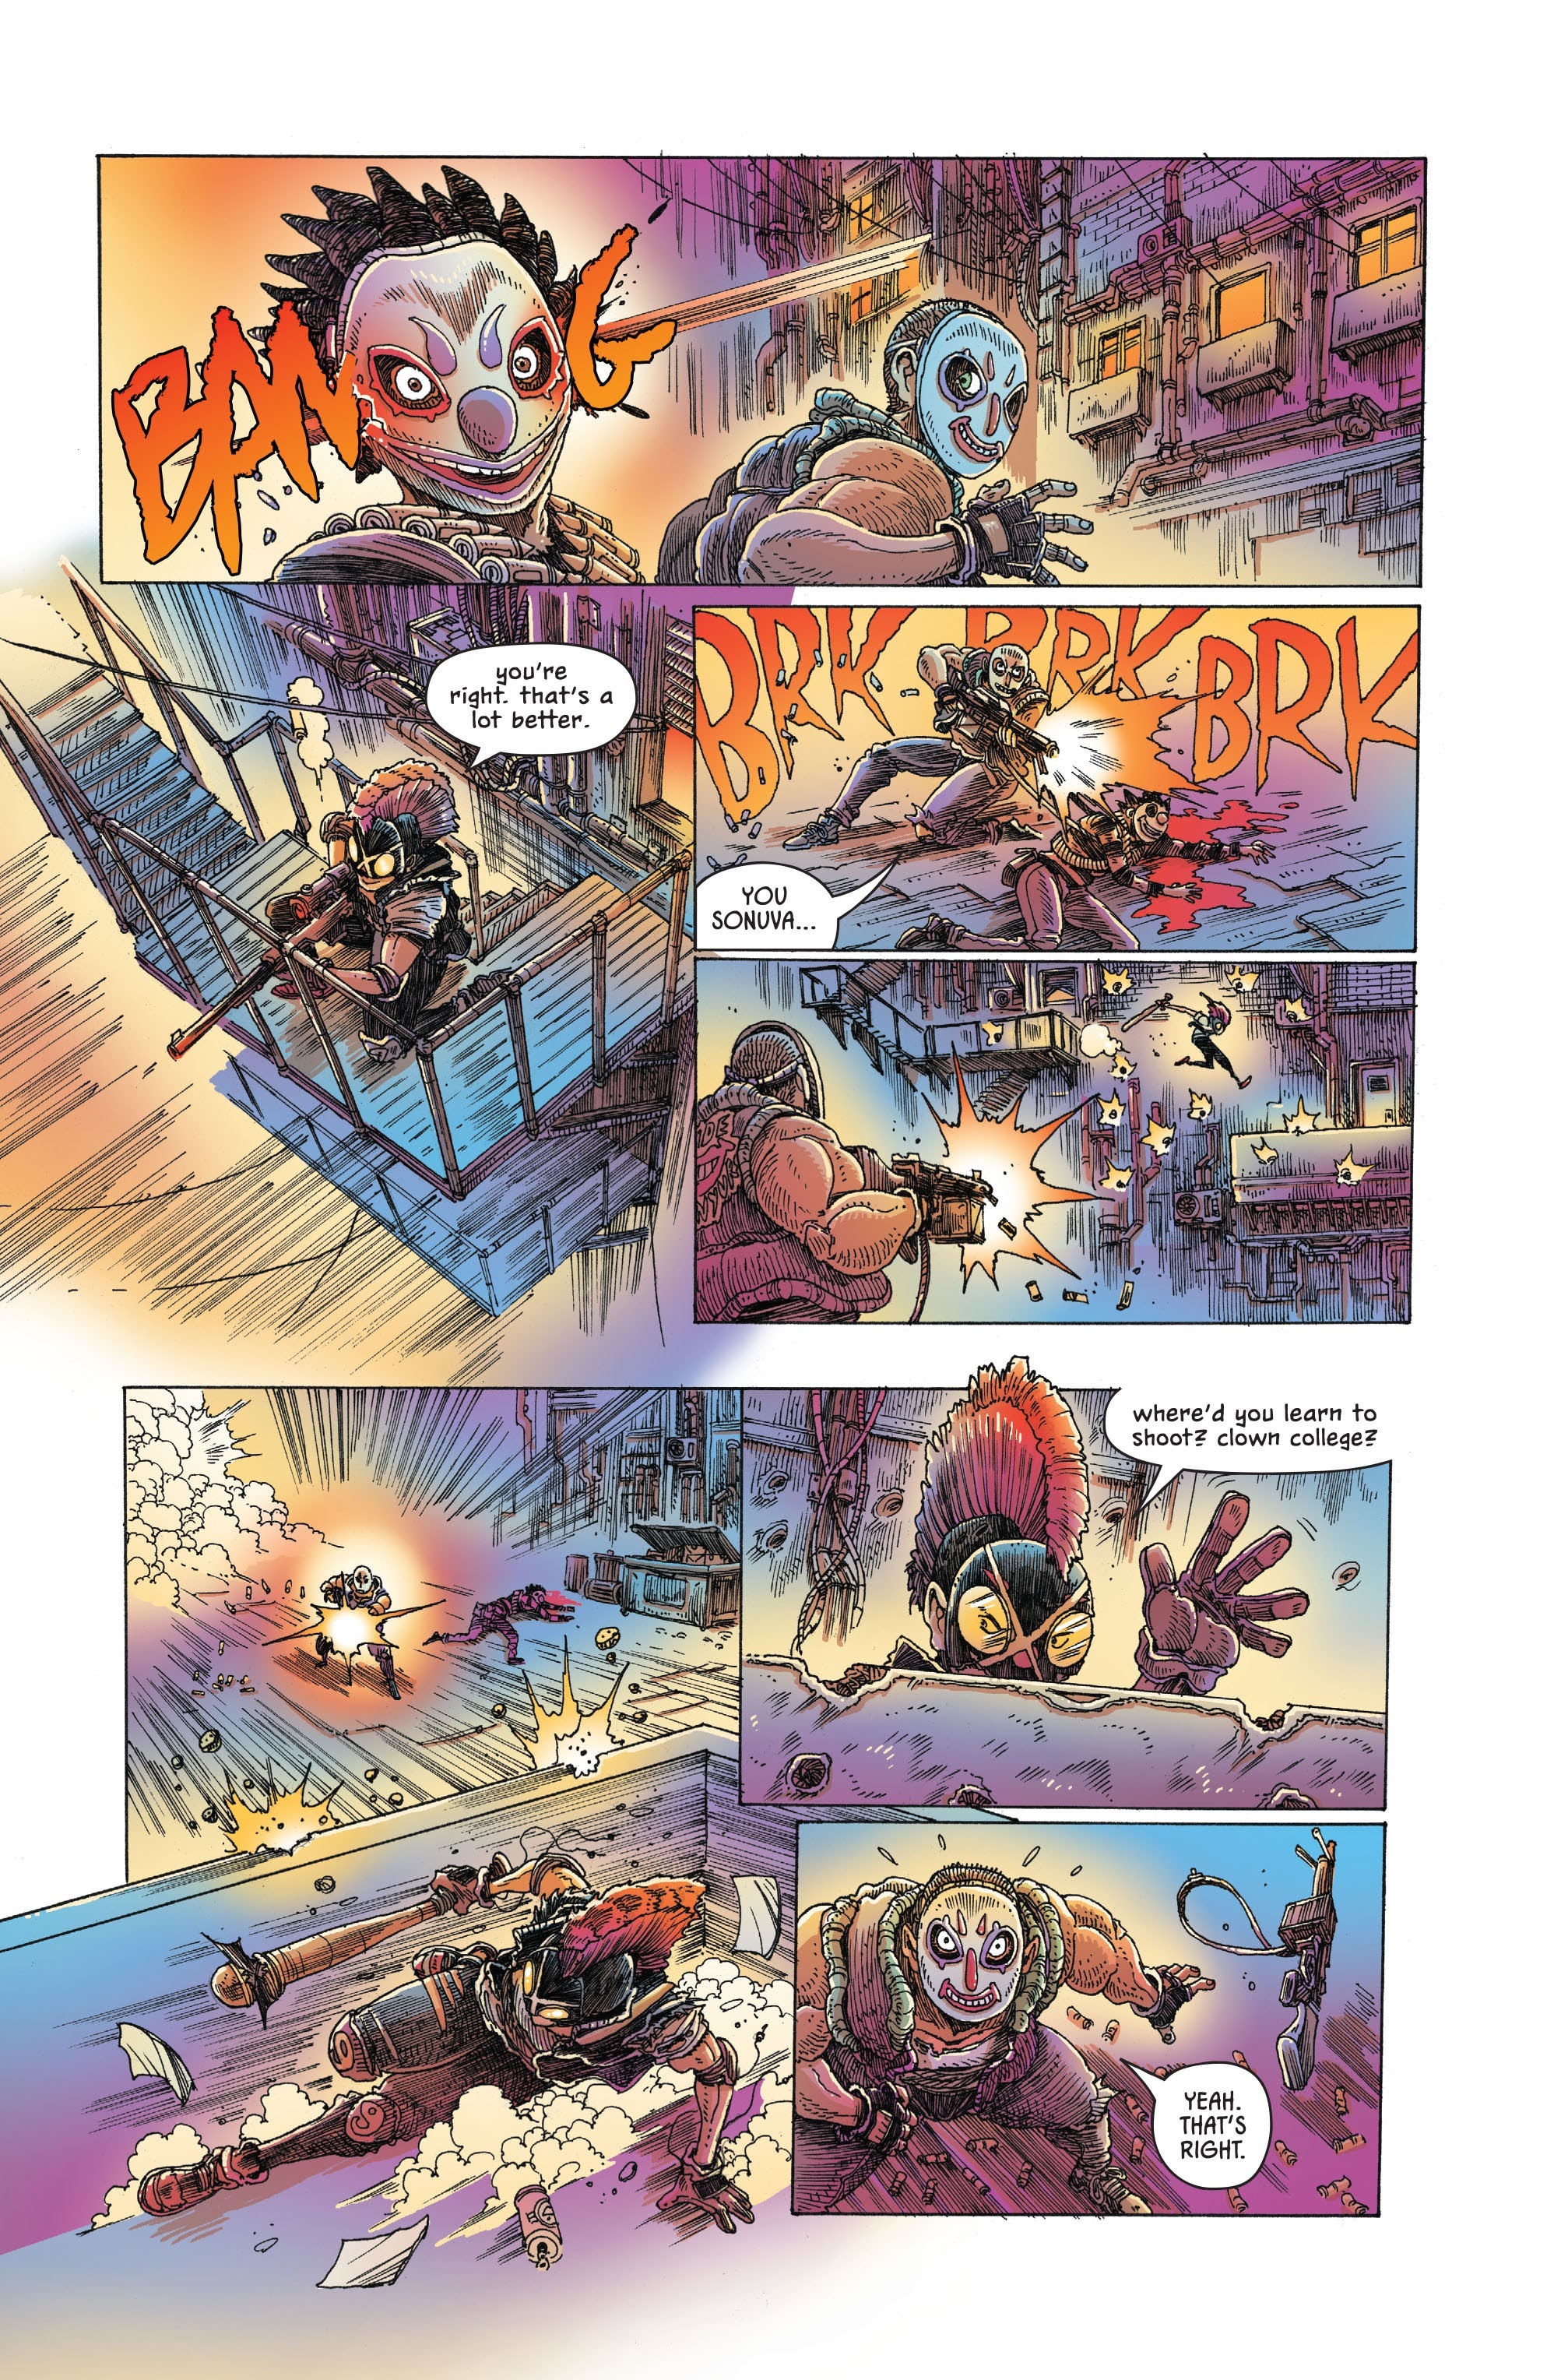 BANG
you're
right. that's a
lot better.
BRK BRK BRK
YOU
SONUVA...
where'd you learn to
shoot? clown college?
YEAH.
THAT'S
RIGHT.